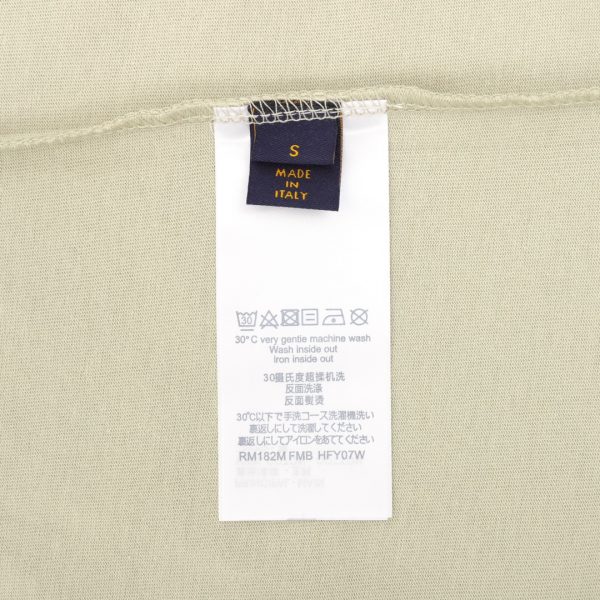 S
MADE
IN
ITALY
30
30°C very gentle machine wash
Wash inside out
Iron inside out
30摄氏度超揉机洗
反面洗涤
反面熨烫
30℃以下で手洗コース洗濯機洗い
裏返しにして洗濯してください
裏返しにしてアイロンをあててください
RM182M FMB HFY07W